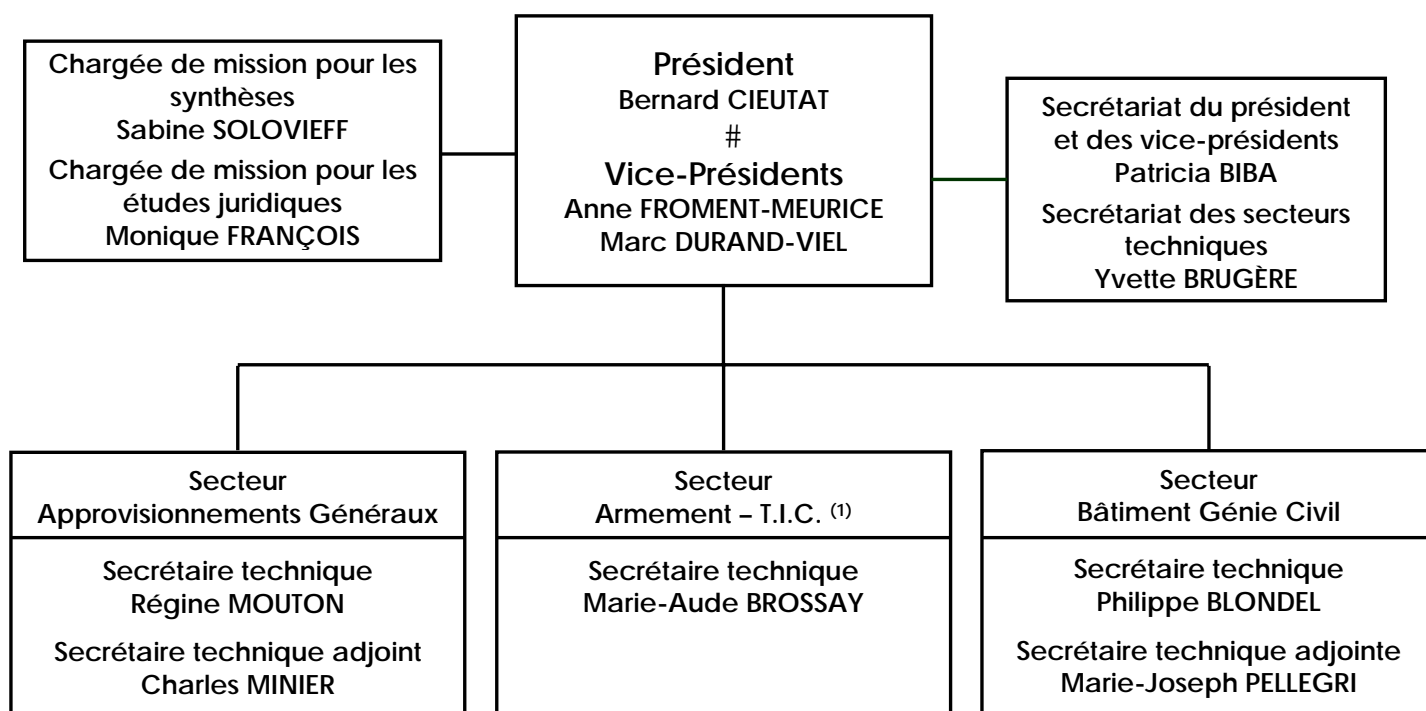 Chargée de mission pour les
synthèses
Sabine SOLOVIEFF
Chargée de mission pour les
études juridiques
Monique FRANÇOIS
Président
Bernard CIEUTAT
#
Vice-Présidents
Anne FROMENT-MEURICE
Marc DURAND-VIEL
Secrétariat du président
et des vice-présidents
Patricia BIBA
Secrétariat des secteurs
techniques
Yvette BRUGÈRE
Secteur
Approvisionnements Généraux
Secrétaire technique
Régine MOUTON
Secrétaire technique adjoint
Charles MINIER
Secteur
Armement – T.I.C. (1)
Secrétaire technique
Marie-Aude BROSSAY
Secteur
Bâtiment Génie Civil
Secrétaire technique
Philippe BLONDEL
Secrétaire technique adjointe
Marie-Joseph PELLEGRI